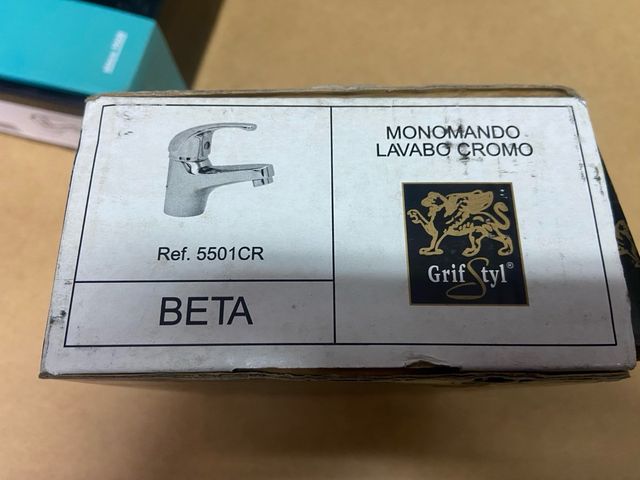 Ref. 5501CR
BETA
MONOMANDO
LAVABO CROMO
GrifStyl®